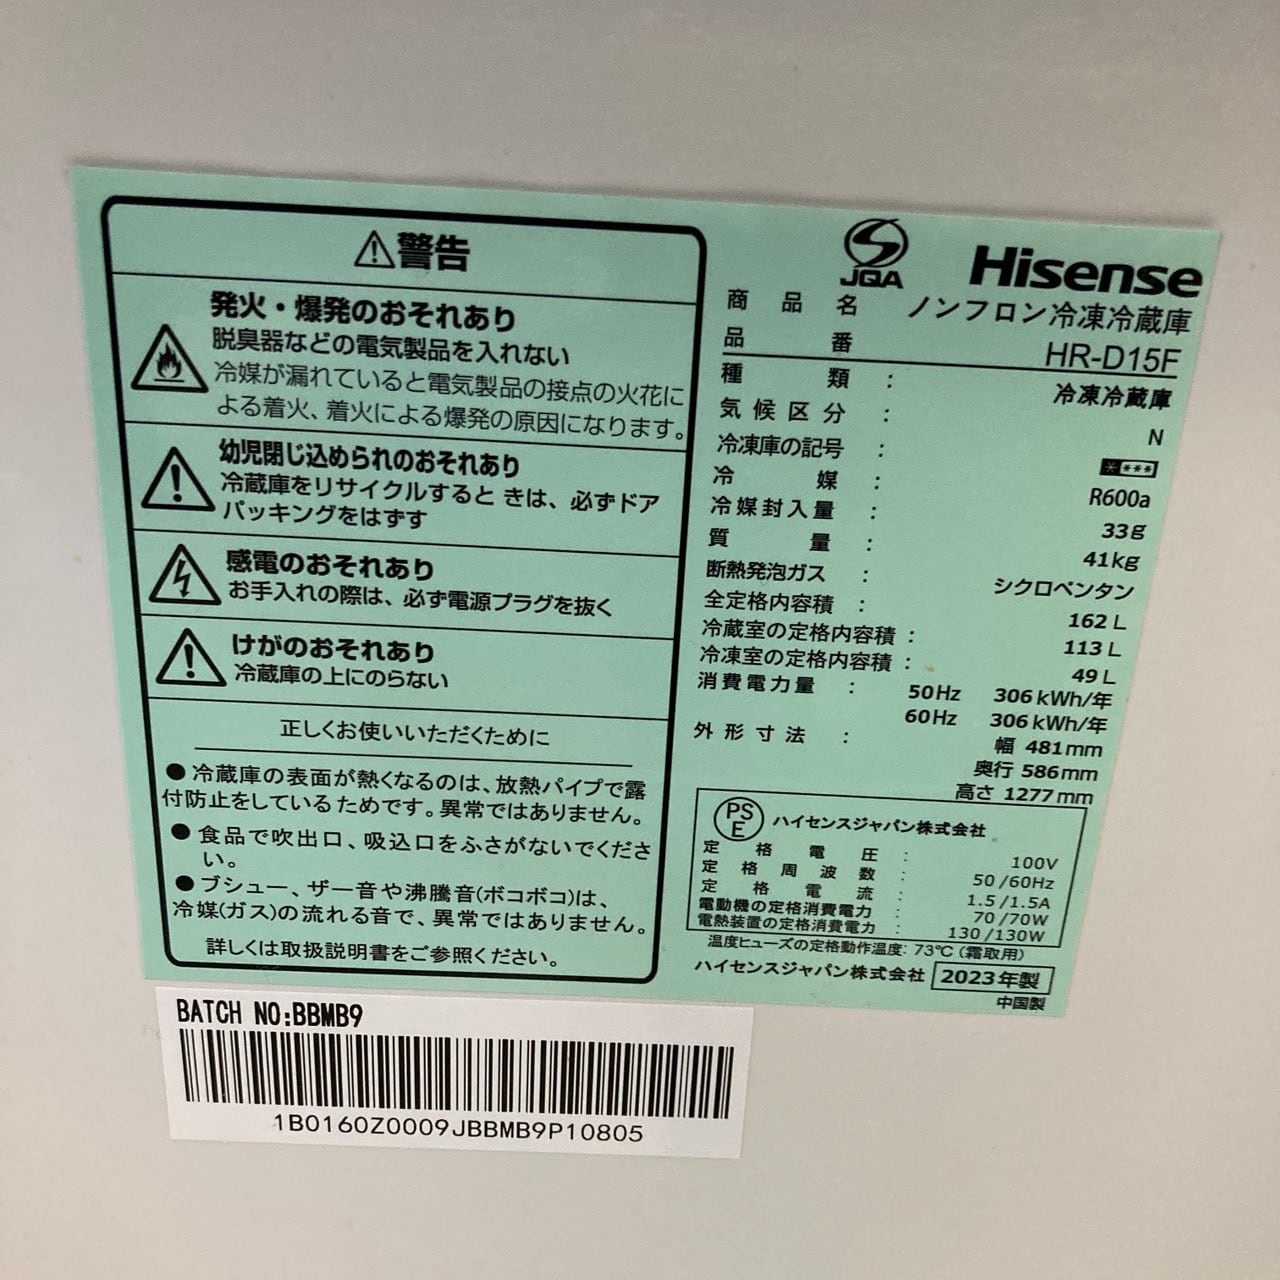 ⚠警告
発火・爆発のおそれあり
脱臭器などの電気製品を入れない
冷媒が漏れていると電気製品の接点の火花に
よる着火、着火による爆発の原因になります。
幼児閉じ込められのおそれあり
冷蔵庫をリサイクルするとき は、必ずドア
パッキングをはずす
感電のおそれあり
お手入れの際は、必ず電源プラグを抜く
けがのおそれあり
冷蔵庫の上にのらない
正しくお使いいただくために
●冷蔵庫の表面が熱くなるのは、放熱パイプで露
付防止をしているためです。異常ではありません。
●食品で吹出口、吸込口をふさがないでくださ
い。
●ブシュー、ザー音や沸騰音(ボコボコ)は、
冷媒(ガス)の流れる音で、異常ではありません。
詳しくは取扱説明書をご参照ください。
JQA
Hisense
商品名 ノンフロン冷凍冷蔵庫
品番 HR-D15F
種類 : 冷凍冷蔵庫
気候区分 : N
冷凍庫の記号 : ****
冷媒 : R600a
冷媒封入量 : 33g
質量 : 41kg
断熱発泡ガス : シクロペンタン
全定格内容積 : 162L
冷蔵室の定格内容積 : 113L
冷凍室の定格内容積 : 49L
消費電力量 : 50Hz 306kWh/年
60Hz 306kWh/年
外形寸法 : 幅 481mm
奥行 586mm
高さ 1277mm
PSE ハイセンスジャパン株式会社
定格電圧 : 100V
定格周波数 : 50/60Hz
定格電流 : 1.5/1.5A
電動機の定格消費電力 : 70/70W
電熱装置の定格消費電力 : 130/130W
温度ヒューズの定格動作温度: 73℃(霜取用)
ハイセンスジャパン株式会社 2023年製
中国製
BATCH NO:BBMB9
1B0160Z0009JBBMB9P10805